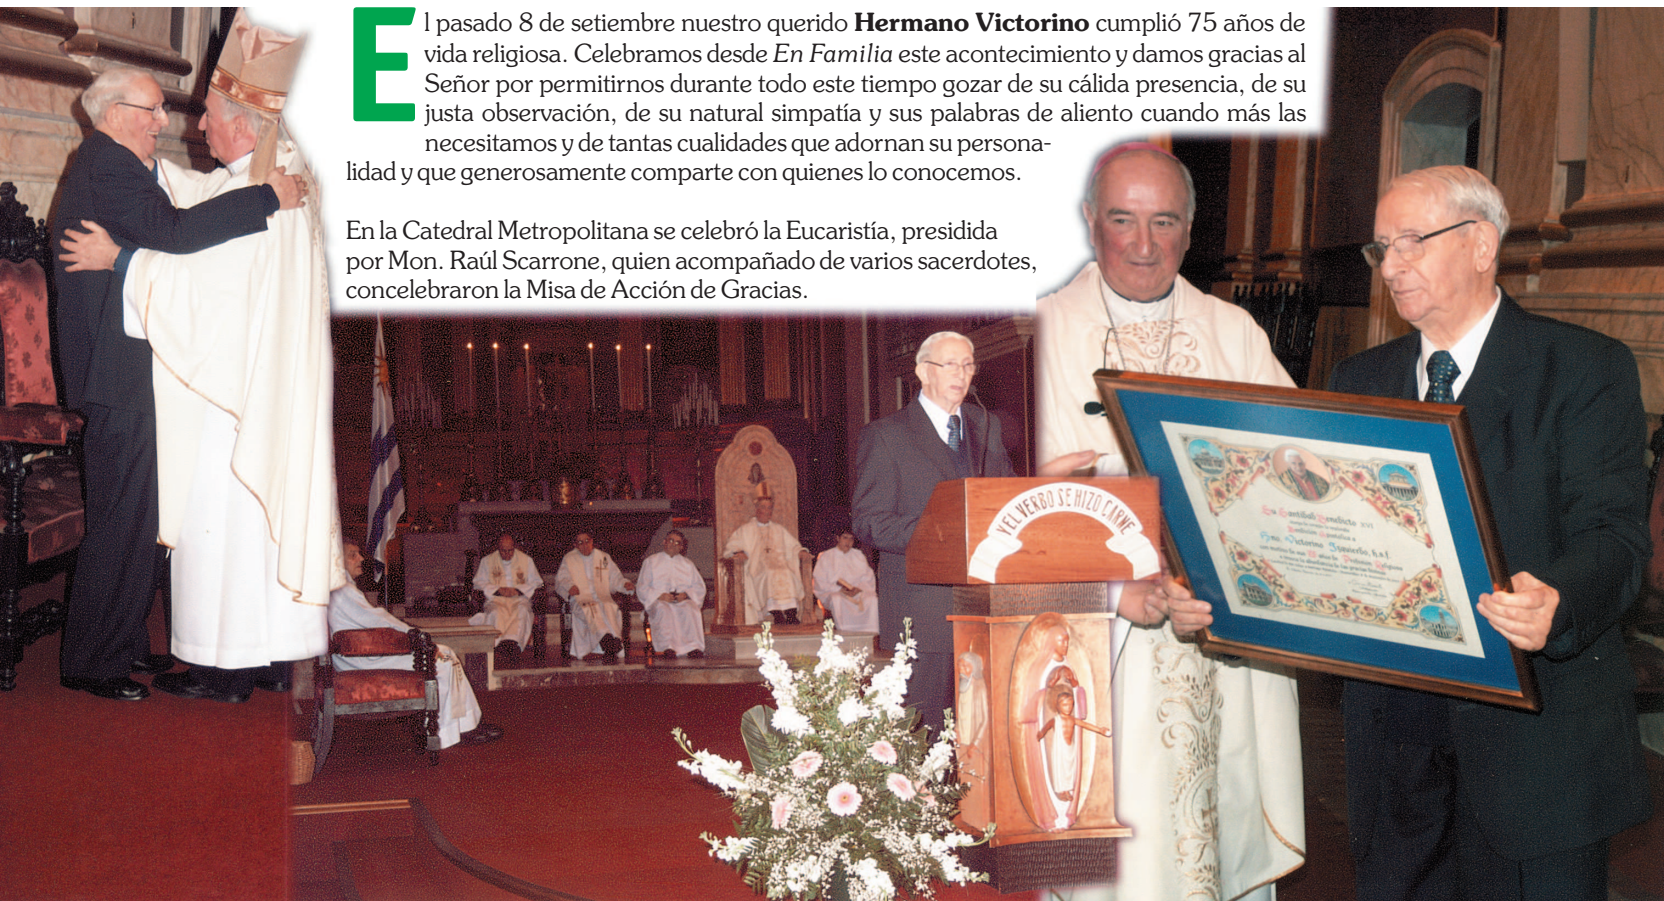 El pasado 8 de setiembre nuestro querido Hermano Victorino cumplió 75 años de
vida religiosa. Celebramos desde En Familia este acontecimiento y damos gracias al
Señor por permitirnos durante todo este tiempo gozar de su cálida presencia, de su
justa observación, de su natural simpatía y sus palabras de aliento cuando más las
necesitamos y de tantas cualidades que adornan su persona-
lidad y que generosamente comparte con quienes lo conocemos.
En la Catedral Metropolitana se celebró la Eucaristía, presidida
por Mon. Raúl Scarrone, quien acompañado de varios sacerdotes,
concelebraron la Misa de Acción de Gracias.
Y EL VERBO SE HIZO CARNE
Su Santidad Benedicto XVI
Hno. Victorino Izquierdo, h.s.f.